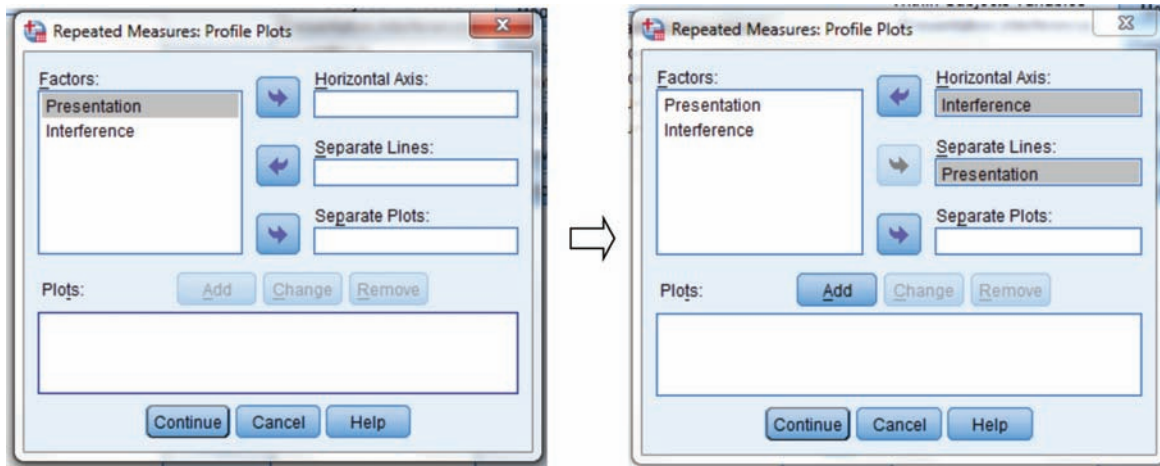 Repeated Measures: Profile Plots
Factors:
Presentation
Interference
Horizontal Axis:
Separate Lines:
Separate Plots:
Plots:
Add Change Remove
Continue Cancel Help
Repeated Measures: Profile Plots
Factors:
Presentation
Interference
Horizontal Axis:
Interference
Separate Lines:
Presentation
Separate Plots:
Plots:
Add Change Remove
Continue Cancel Help